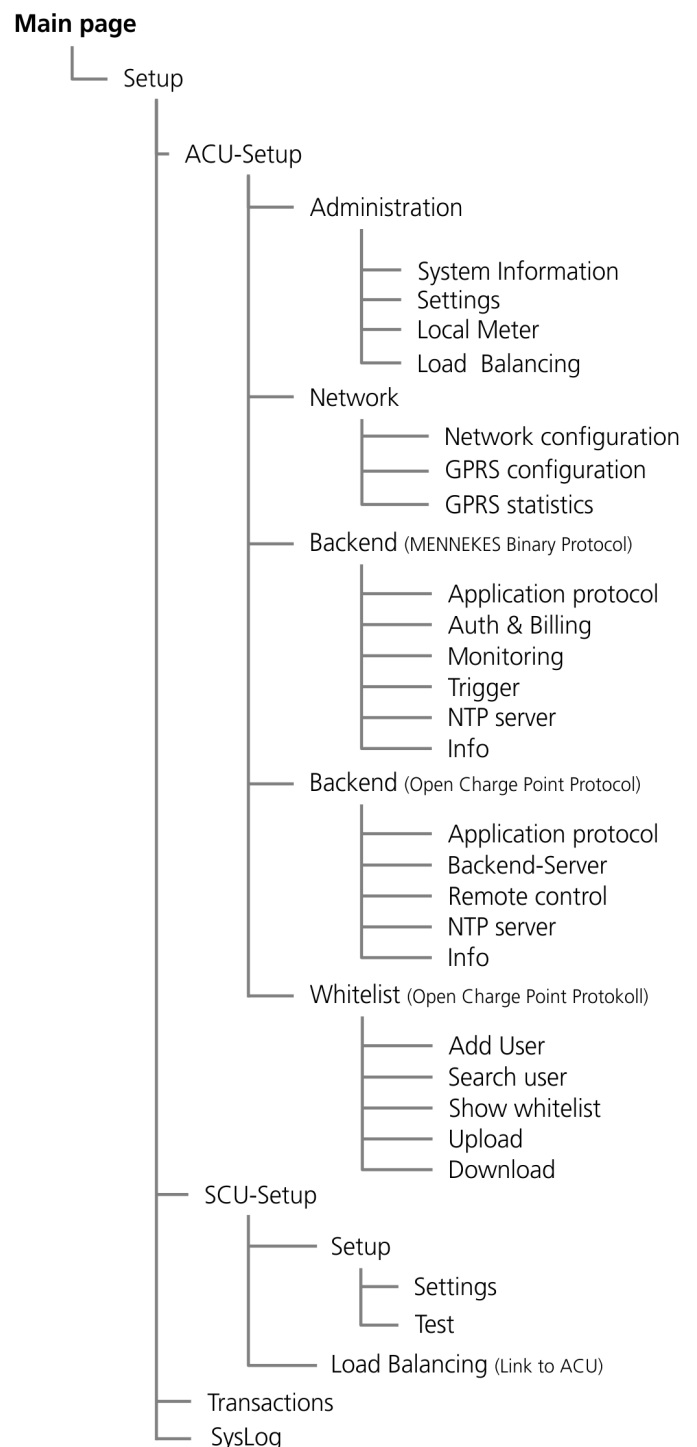 Main page
Setup
ACU-Setup
Administration
System Information
Settings
Local Meter
Load  Balancing
Network
Network configuration
GPRS configuration
GPRS statistics
Backend (MENNEKES Binary Protocol)
Application protocol
Auth & Billing
Monitoring
Trigger
NTP server
Info
Backend (Open Charge Point Protocol)
Application protocol
Backend-Server
Remote control
NTP server
Info
Whitelist (Open Charge Point Protokoll)
Add User
Search user
Show whitelist
Upload
Download
SCU-Setup
Setup
Settings
Test
Load Balancing (Link to ACU)
Transactions
SysLog